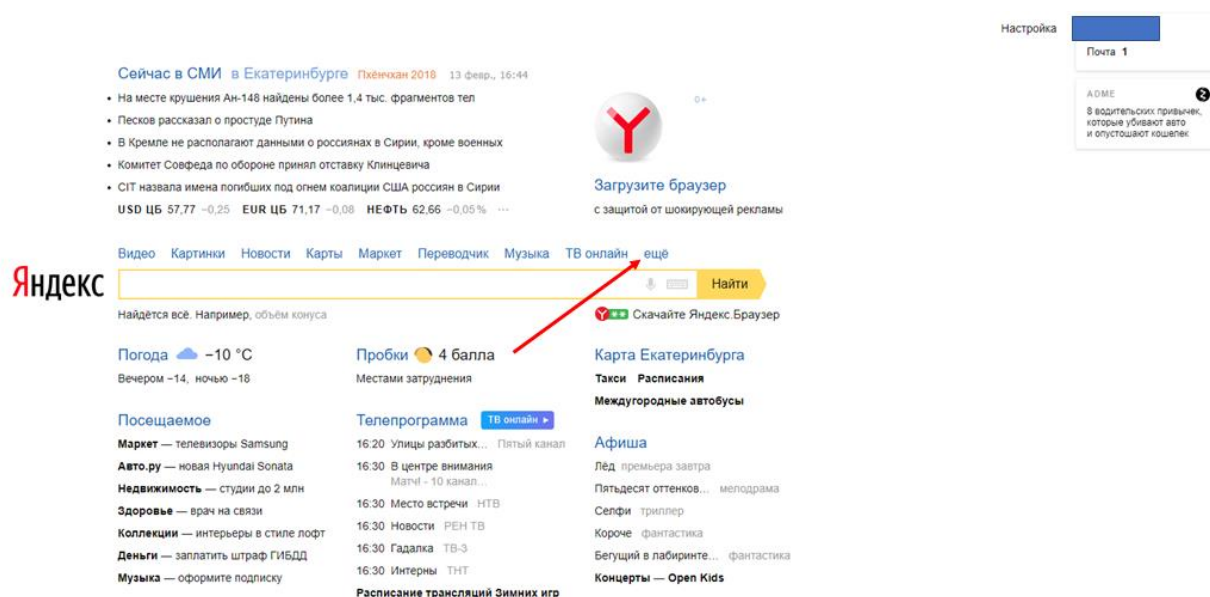 Настройка
Почта 1
ADME
8 водительских привычек,
которые убивают авто
и опустошают кошелек
Сейчас в СМИ в Екатеринбурге Пхёнчхан 2018 13 февр., 16:44
• На месте крушения Ан-148 найдены более 1,4 тыс. фрагментов тел
• Песков рассказал о простуде Путина
• В Кремле не располагают данными о россиянах в Сирии, кроме военных
• Комитет Совфеда по обороне принял отставку Клинцевича
• CIT назвала имена погибших под огнем коалиции США россиян в Сирии
USD ЦБ 57,77 −0,25 EUR ЦБ 71,17 −0,08 НЕФТЬ 62,66 −0,05% ···
0+
Загрузите браузер
с защитой от шокирующей рекламы
Видео Картинки Новости Карты Маркет Переводчик Музыка ТВ онлайн ещё
Яндекс
Найти
Найдётся всё. Например, объём конуса
Скачайте Яндекс.Браузер
Погода −10 °C
Вечером −14, ночью −18
Пробки 4 балла
Местами затруднения
Карта Екатеринбурга
Такси Расписания
Междугородные автобусы
Посещаемое
Маркет — телевизоры Samsung
Авто.ру — новая Hyundai Sonata
Недвижимость — студии до 2 млн
Здоровье — врач на связи
Коллекции — интерьеры в стиле лофт
Деньги — заплатить штраф ГИБДД
Музыка — оформите подписку
Телепрограмма ТВ онлайн
16:20 Улицы разбитых... Пятый канал
16:30 В центре внимания
Матч! - 10 канал...
16:30 Место встречи НТВ
16:30 Новости РЕН ТВ
16:30 Гадалка ТВ-3
16:30 Интерны ТНТ
Расписание трансляций Зимних игр
Афиша
Лёд премьера завтра
Пятьдесят оттенков... мелодрама
Селфи триллер
Короче фантастика
Бегущий в лабиринте... фантастика
Концерты — Open Kids